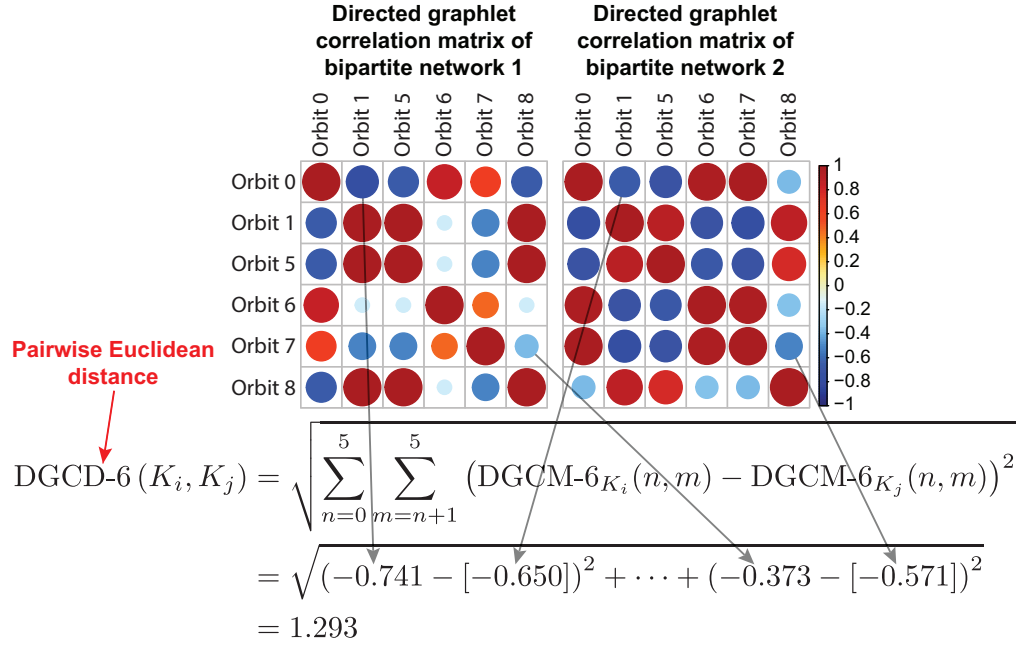 Directed graphlet
correlation matrix of
bipartite network 1
Directed graphlet
correlation matrix of
bipartite network 2
Orbit 0
Orbit 1
Orbit 5
Orbit 6
Orbit 7
Orbit 8
Orbit 0
Orbit 1
Orbit 5
Orbit 6
Orbit 7
Orbit 8
Orbit 0
Orbit 1
Orbit 5
Orbit 6
Orbit 7
Orbit 8
1
0.8
0.6
0.4
0.2
0
−0.2
−0.4
−0.6
−0.8
−1
Pairwise Euclidean
distance
DGCD-6 (K_i, K_j) = √∑_{n=0}^{5} ∑_{m=n+1}^{5} (DGCM-6_{K_i}(n, m) − DGCM-6_{K_j}(n, m))^2
= √(−0.741 − [−0.650])^2 + ⋯ + (−0.373 − [−0.571])^2
= 1.293